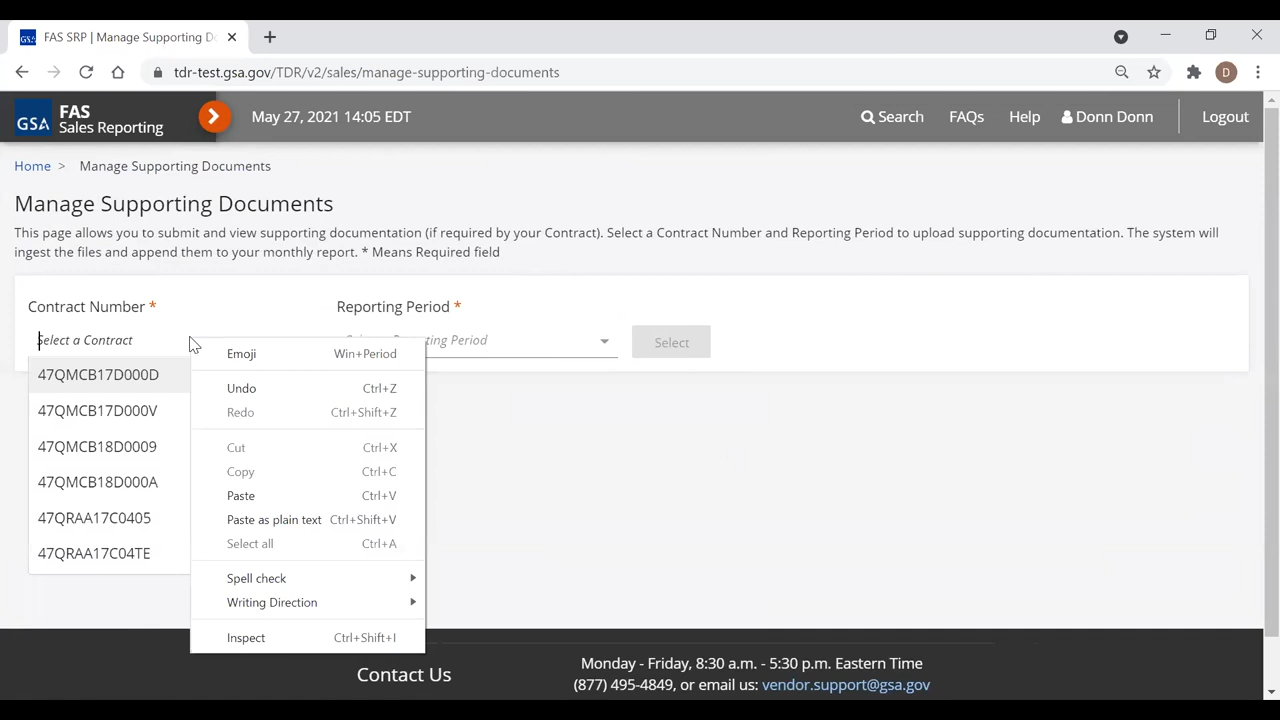 FAS SRP | Manage Supporting Do
tdr-test.gsa.gov/TDR/v2/sales/manage-supporting-documents
D
GSA
FAS
Sales Reporting
May 27, 2021 14:05 EDT
Search
FAQs
Help
Donn Donn
Logout
Home > Manage Supporting Documents
Manage Supporting Documents
This page allows you to submit and view supporting documentation (if required by your Contract). Select a Contract Number and Reporting Period to upload supporting documentation. The system will
ingest the files and append them to your monthly report. * Means Required field
Contract Number *
Reporting Period *
Select a Contract
Reporting Period
Select
47QMCB17D000D
47QMCB17D000V
47QMCB18D0009
47QMCB18D000A
47QRAA17C0405
47QRAA17C04TE
Emoji Win+Period
Undo Ctrl+Z
Redo Ctrl+Shift+Z
Cut Ctrl+X
Copy Ctrl+C
Paste Ctrl+V
Paste as plain text Ctrl+Shift+V
Select all Ctrl+A
Spell check
Writing Direction
Inspect Ctrl+Shift+I
Contact Us
Monday - Friday, 8:30 a.m. - 5:30 p.m. Eastern Time
(877) 495-4849, or email us: vendor.support@gsa.gov